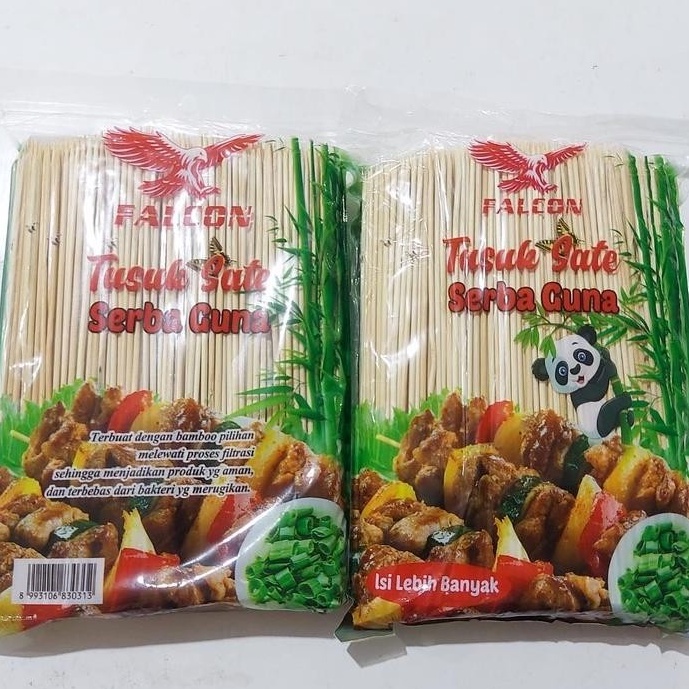 FALCON
Tusuk Sate
Serba Guna
Terbuat dengan bamboo pilihan
melewati proses filtrasi
sehingga menjadikan produk yg aman,
dan terbebas dari bakteri yg merugikan.
8 993106 830313
FALCON
Tusuk Sate
Serba Guna
Isi Lebih Banyak